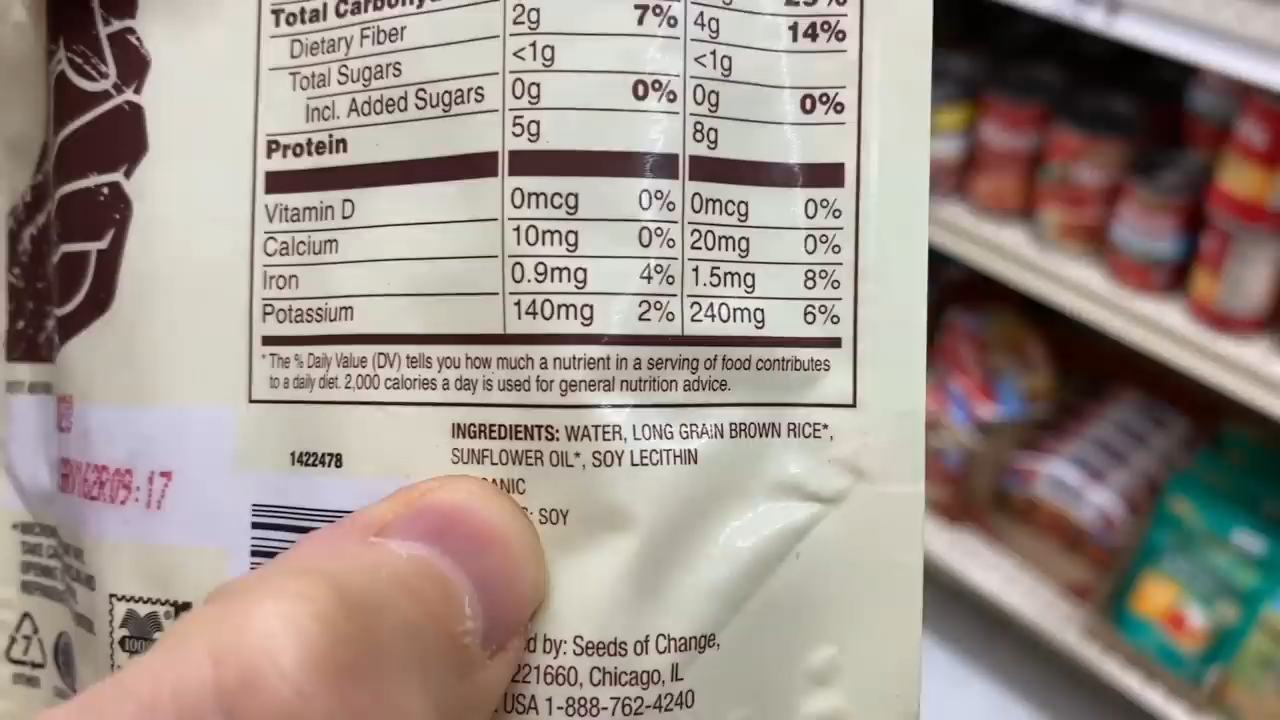 Total Carbohy 2g 7% 4g 14%
Dietary Fiber <1g <1g
Total Sugars 0g 0% 0g 0%
Incl. Added Sugars 5g 8g
Protein
Vitamin D 0mcg 0% 0mcg 0%
Calcium 10mg 0% 20mg 0%
Iron 0.9mg 4% 1.5mg 8%
Potassium 140mg 2% 240mg 6%
* The % Daily Value (DV) tells you how much a nutrient in a serving of food contributes
to a daily diet. 2,000 calories a day is used for general nutrition advice.
INGREDIENTS: WATER, LONG GRAIN BROWN RICE*,
SUNFLOWER OIL*, SOY LECITHIN
1422478
ANIC
: SOY
09:17
100
7
d by: Seeds of Change,
221660, Chicago, IL
USA 1-888-762-4240